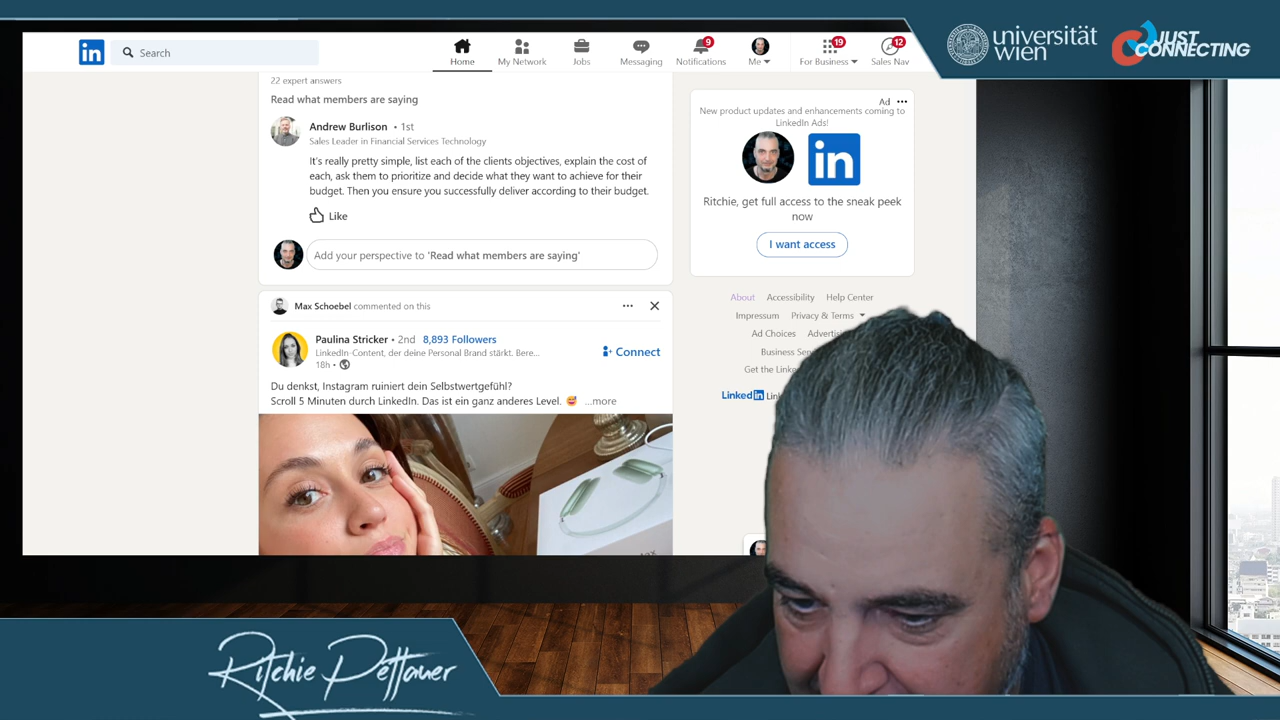 Search
Home
My Network
Jobs
Messaging
9
Notifications
Me
19
For Business
12
Sales Nav
universität
wien
JUST
CONNECTING
22 expert answers
Read what members are saying
Andrew Burlison • 1st
Sales Leader in Financial Services Technology
It's really pretty simple, list each of the clients objectives, explain the cost of
each, ask them to prioritize and decide what they want to achieve for their
budget. Then you ensure you successfully deliver according to their budget.
Like
Add your perspective to 'Read what members are saying'
Max Schoebel commented on this
Paulina Stricker • 2nd 8,893 Followers
LinkedIn-Content, der deine Personal Brand stärkt. Bere...
18h •
Connect
Du denkst, Instagram ruiniert dein Selbstwertgefühl?
Scroll 5 Minuten durch LinkedIn. Das ist ein ganz anderes Level. ...more
Ad
New product updates and enhancements coming to
LinkedIn Ads!
in
Ritchie, get full access to the sneak peek
now
I want access
About Accessibility Help Center
Impressum Privacy & Terms
Ad Choices
Business
Get the
LinkedIn
Ritchie Pettauer